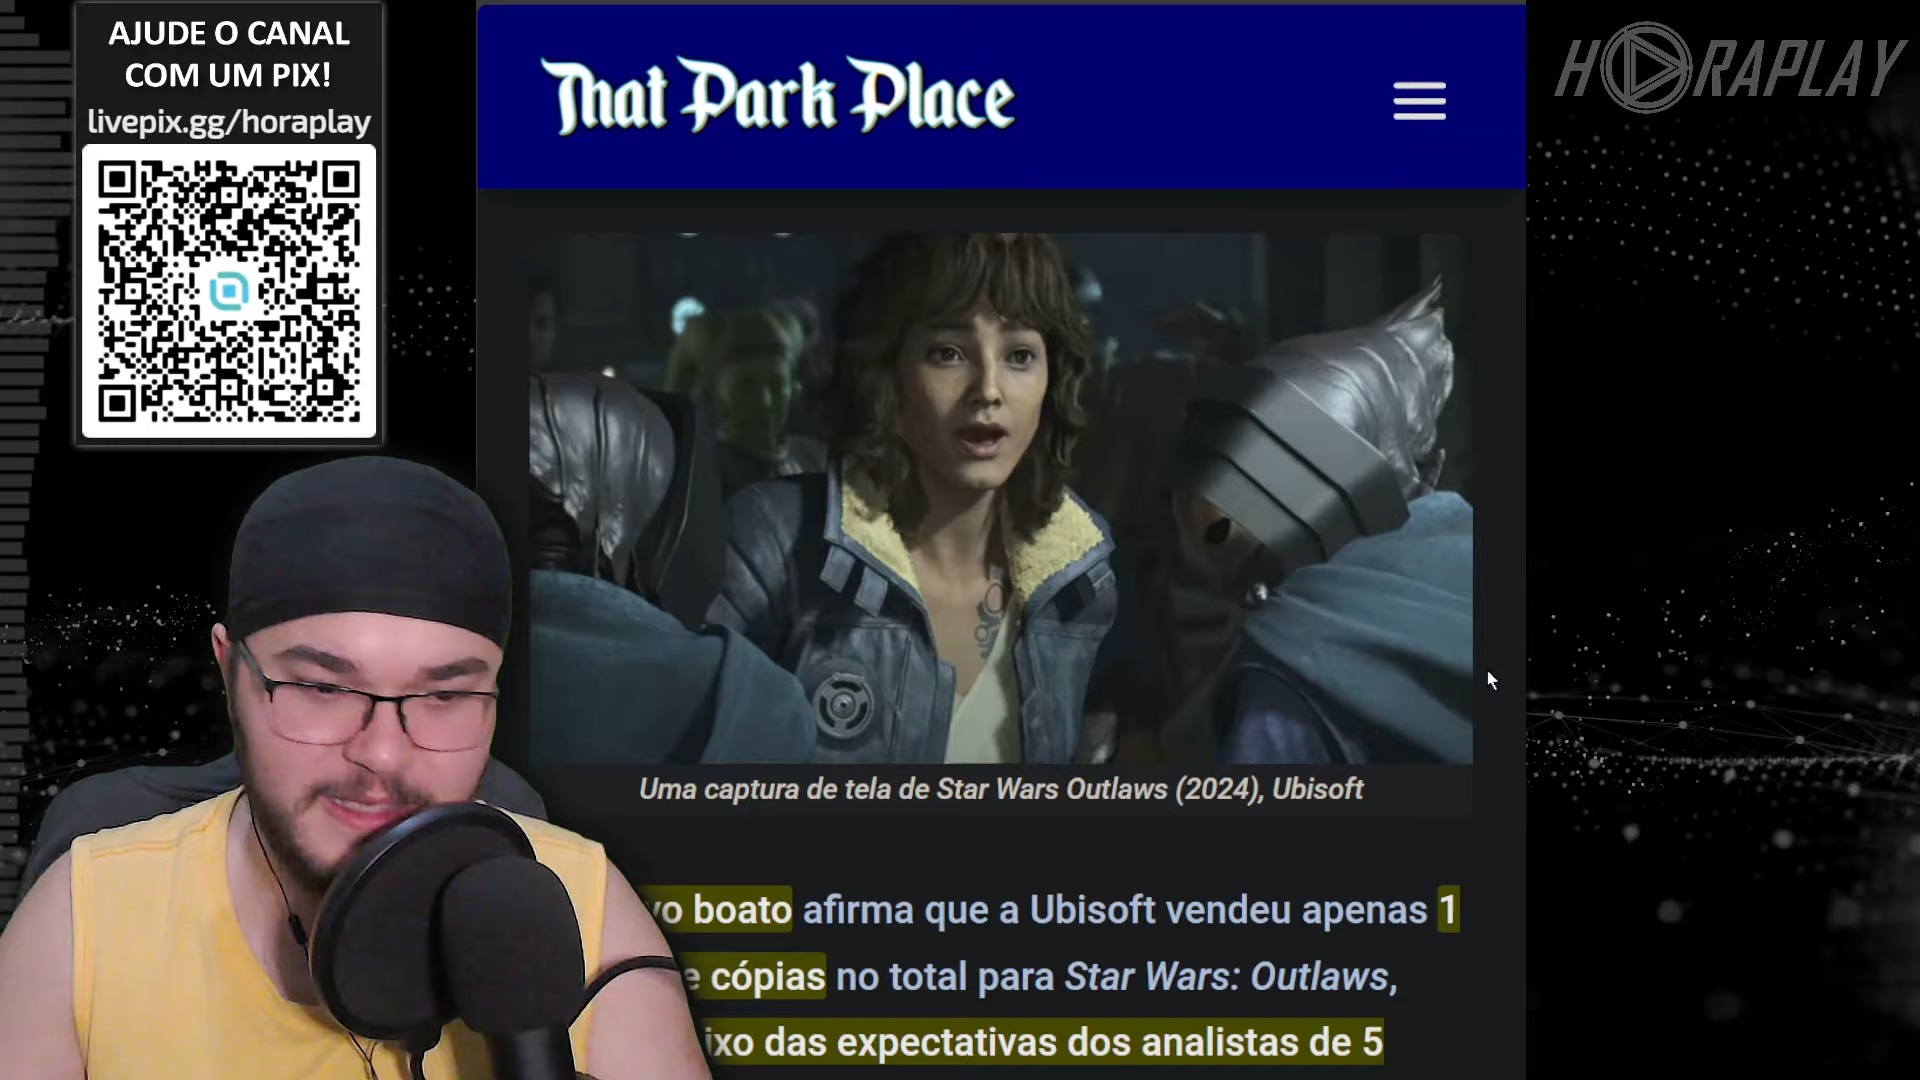 AJUDE O CANAL
COM UM PIX!
livepix.gg/horaplay
That Park Place
HORAPLAY
Uma captura de tela de Star Wars Outlaws (2024), Ubisoft
vo boato afirma que a Ubisoft vendeu apenas 1
e cópias no total para Star Wars: Outlaws,
ixo das expectativas dos analistas de 5